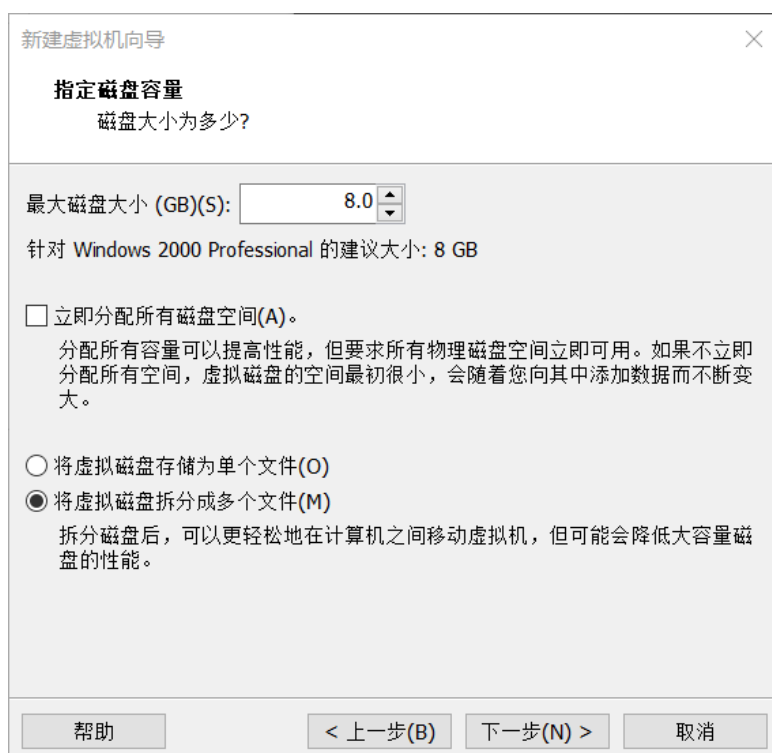 新建虚拟机向导
指定磁盘容量
磁盘大小为多少?
最大磁盘大小 (GB)(S): 8.0
针对 Windows 2000 Professional 的建议大小: 8 GB
立即分配所有磁盘空间(A)。
分配所有容量可以提高性能，但要求所有物理磁盘空间立即可用。如果不立即
分配所有空间，虚拟磁盘的空间最初很小，会随着您向其中添加数据而不断变
大。
将虚拟磁盘存储为单个文件(O)
将虚拟磁盘拆分成多个文件(M)
拆分磁盘后，可以更轻松地在计算机之间移动虚拟机，但可能会降低大容量磁
盘的性能。
帮助 < 上一步(B) 下一步(N) > 取消